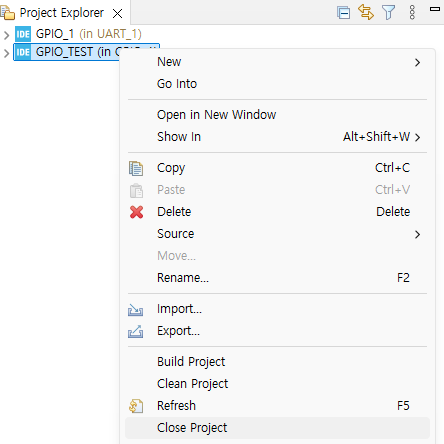 Project Explorer
IDE GPIO_1 (in UART_1)
IDE GPIO_TEST (in
New
Go Into
Open in New Window
Show In Alt+Shift+W
Copy Ctrl+C
Paste Ctrl+V
Delete Delete
Source
Move...
Rename... F2
Import...
Export...
Build Project
Clean Project
Refresh F5
Close Project